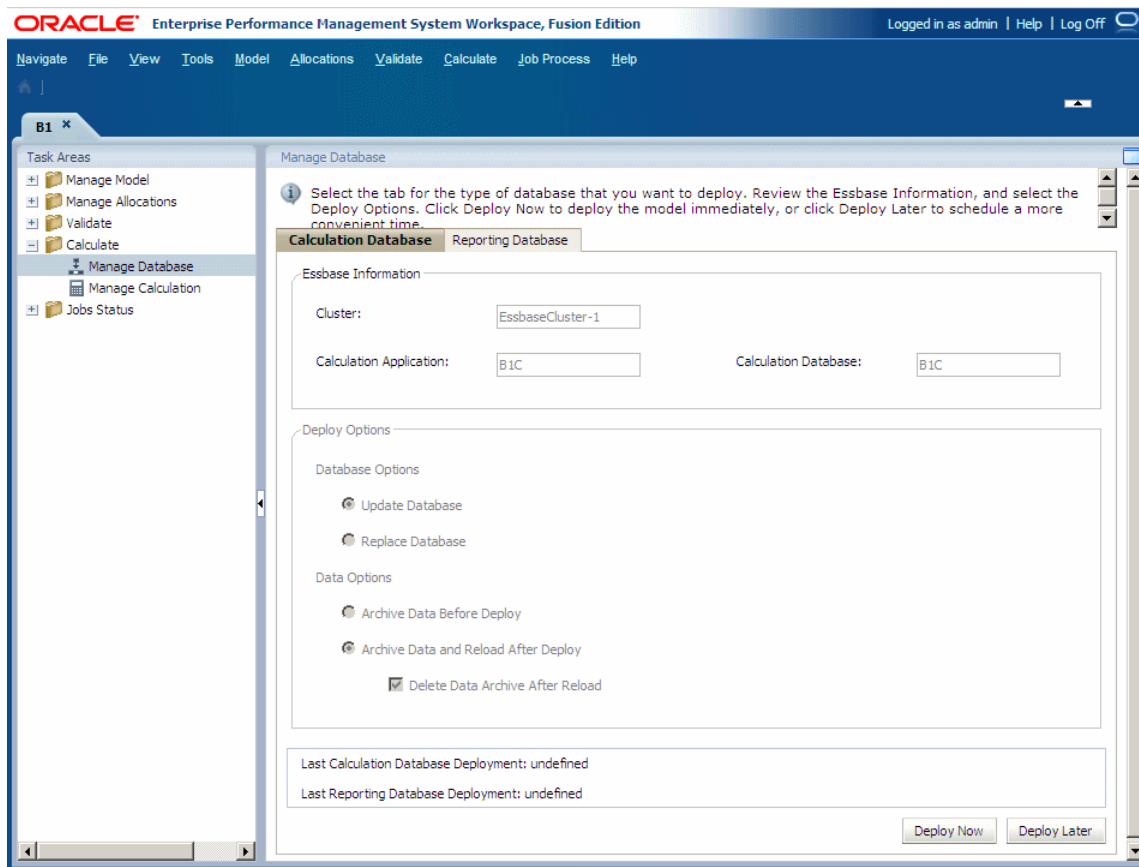 ORACLE® Enterprise Performance Management System Workspace, Fusion Edition
Logged in as admin | Help | Log Off
Navigate File View Tools Model Allocations Validate Calculate Job Process Help
B1
Task Areas
Manage Model
Manage Allocations
Validate
Calculate
Manage Database
Manage Calculation
Jobs Status
Manage Database
Select the tab for the type of database that you want to deploy. Review the Essbase Information, and select the
Deploy Options. Click Deploy Now to deploy the model immediately, or click Deploy Later to schedule a more
convenient time.
Calculation Database Reporting Database
Essbase Information
Cluster: EssbaseCluster-1
Calculation Application: B1C Calculation Database: B1C
Deploy Options
Database Options
Update Database
Replace Database
Data Options
Archive Data Before Deploy
Archive Data and Reload After Deploy
Delete Data Archive After Reload
Last Calculation Database Deployment: undefined
Last Reporting Database Deployment: undefined
Deploy Now Deploy Later